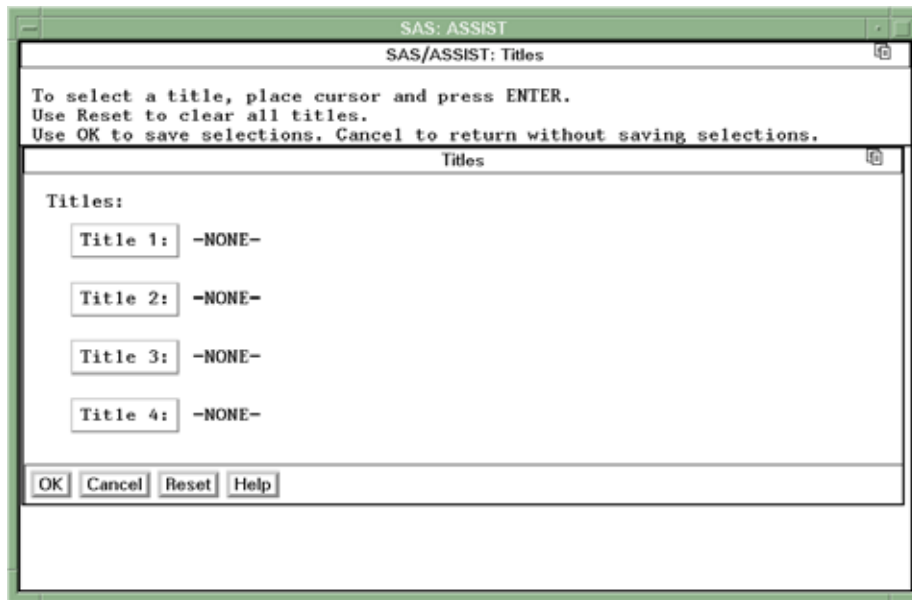 SAS: ASSIST
SAS/ASSIST: Titles
To select a title, place cursor and press ENTER.
Use Reset to clear all titles.
Use OK to save selections. Cancel to return without saving selections.
Titles
Titles:
Title 1: -NONE-
Title 2: -NONE-
Title 3: -NONE-
Title 4: -NONE-
OK Cancel Reset Help